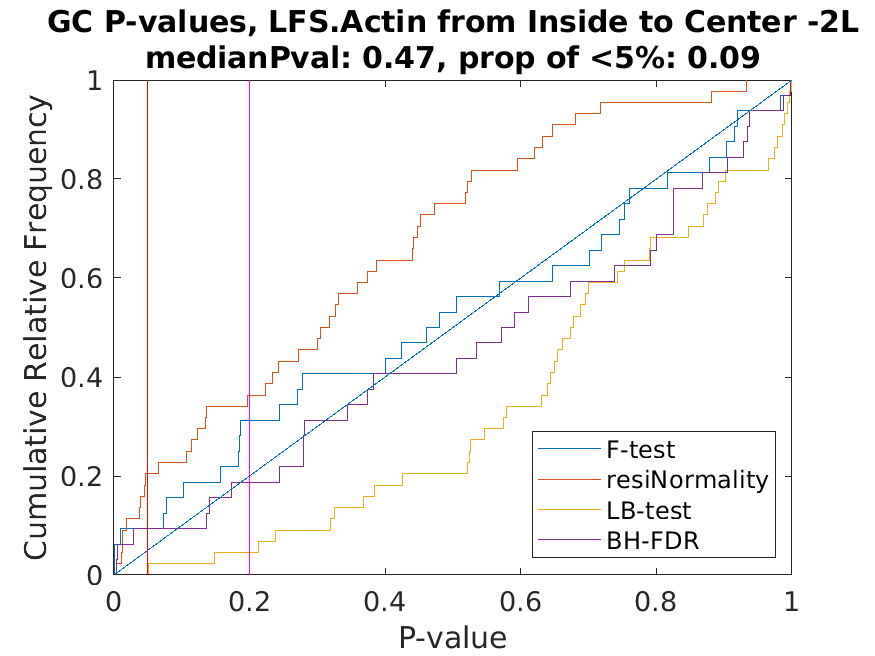 GC P-values, LFS.Actin from Inside to Center -2L
medianPval: 0.47, prop of <5%: 0.09
Cumulative Relative Frequency
1
0.8
0.6
0.4
0.2
0
0 0.2 0.4 0.6 0.8 1
P-value
F-test
resiNormality
LB-test
BH-FDR